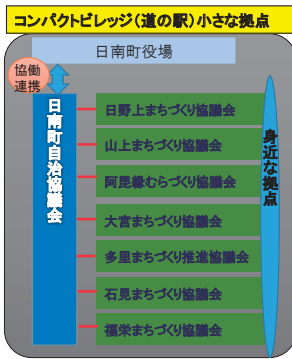 コンパクトビレッジ(道の駅)小さな拠点
日南町役場
協働
連携
日南町自治協議会
日野上まちづくり協議会
山上まちづくり協議会
阿毘縁むらづくり協議会
大宮まちづくり協議会
多里まちづくり推進協議会
石見まちづくり協議会
福栄まちづくり協議会
身近な拠点